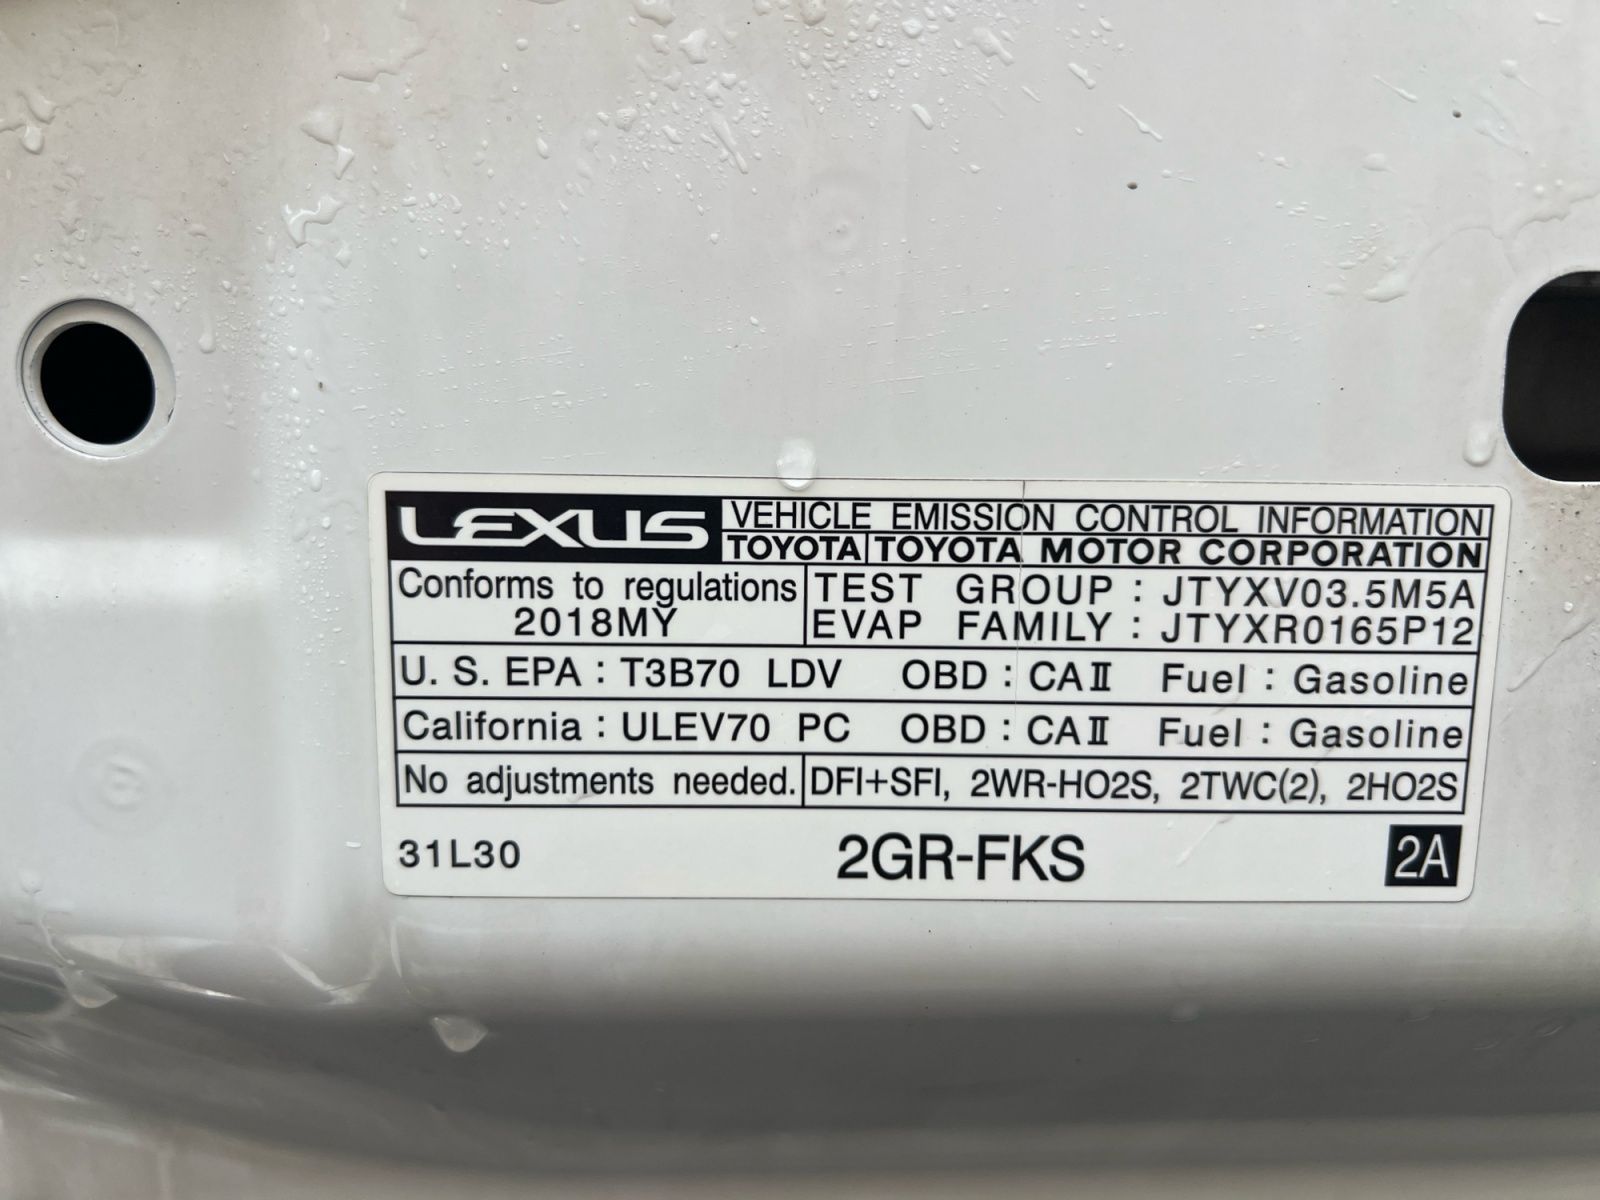 LEXUS VEHICLE EMISSION CONTROL INFORMATION
TOYOTA TOYOTA MOTOR CORPORATION
Conforms to regulations TEST GROUP : JTYXV03.5M5A
2018MY EVAP FAMILY : JTYXR0165P12
U. S. EPA : T3B70 LDV OBD : CAⅡ Fuel : Gasoline
California : ULEV70 PC OBD : CAⅡ Fuel : Gasoline
No adjustments needed. DFI+SFI, 2WR-HO2S, 2TWC(2), 2HO2S
31L30 2GR-FKS 2A